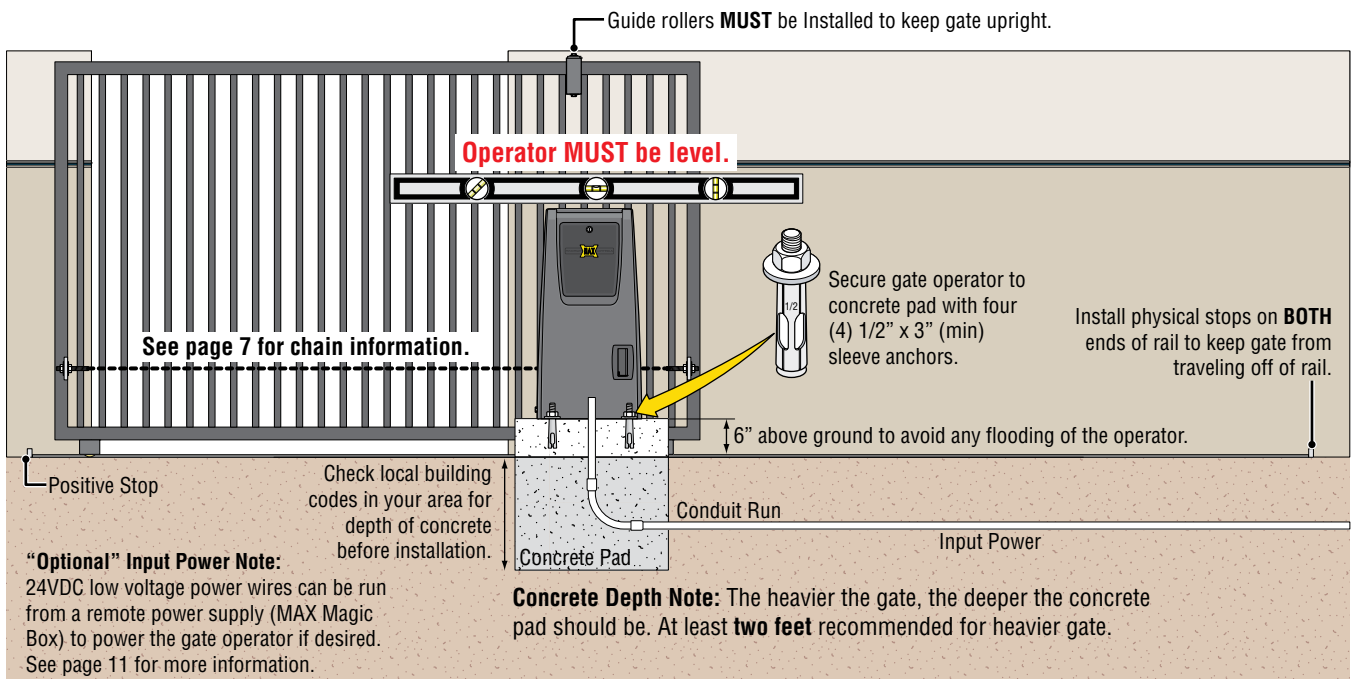 Guide rollers MUST be Installed to keep gate upright.
Operator MUST be level.
MAX
1/2
Secure gate operator to
concrete pad with four
(4) 1/2” x 3” (min)
sleeve anchors.
Install physical stops on BOTH
ends of rail to keep gate from
traveling off of rail.
See page 7 for chain information.
6” above ground to avoid any flooding of the operator.
Positive Stop
Check local building
codes in your area for
depth of concrete
before installation.
Conduit Run
Input Power
Concrete Pad
“Optional” Input Power Note:
24VDC low voltage power wires can be run
from a remote power supply (MAX Magic
Box) to power the gate operator if desired.
See page 11 for more information.
Concrete Depth Note: The heavier the gate, the deeper the concrete
pad should be. At least two feet recommended for heavier gate.